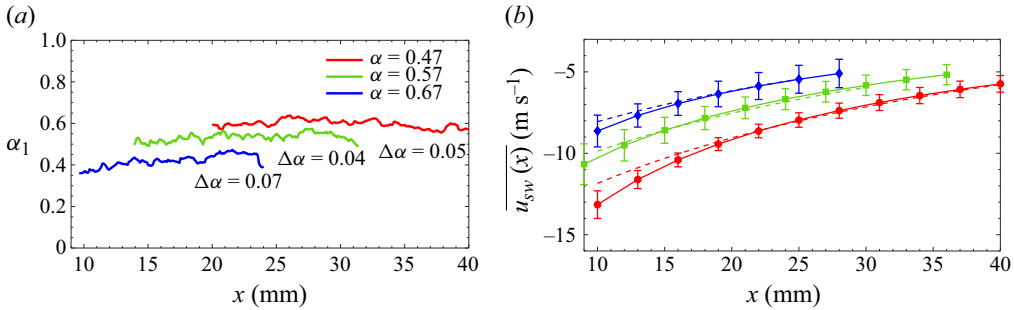 (a)
1.0
0.8
0.6
0.4
0.2
0
α₁
α = 0.47
α = 0.57
α = 0.67
Δα = 0.05
Δα = 0.04
Δα = 0.07
10 15 20 25 30 35 40
x (mm)
(b)
−5
−10
−15
u_sw(x) (m s⁻¹)
10 15 20 25 30 35 40
x (mm)